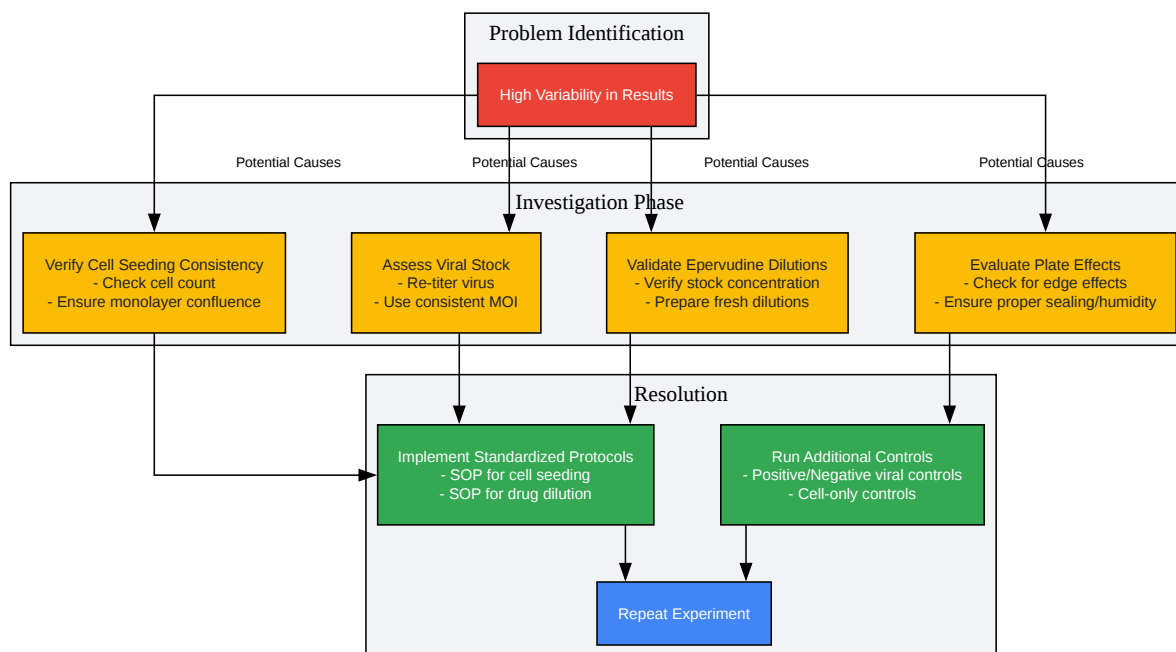 Problem Identification
High Variability in Results
Potential Causes
Potential Causes
Potential Causes
Potential Causes
Investigation Phase
Verify Cell Seeding Consistency
- Check cell count
- Ensure monolayer confluence
Assess Viral Stock
- Re-titer virus
- Use consistent MOI
Validate Epervudine Dilutions
- Verify stock concentration
- Prepare fresh dilutions
Evaluate Plate Effects
- Check for edge effects
- Ensure proper sealing/humidity
Resolution
Implement Standardized Protocols
- SOP for cell seeding
- SOP for drug dilution
Run Additional Controls
- Positive/Negative viral controls
- Cell-only controls
Repeat Experiment